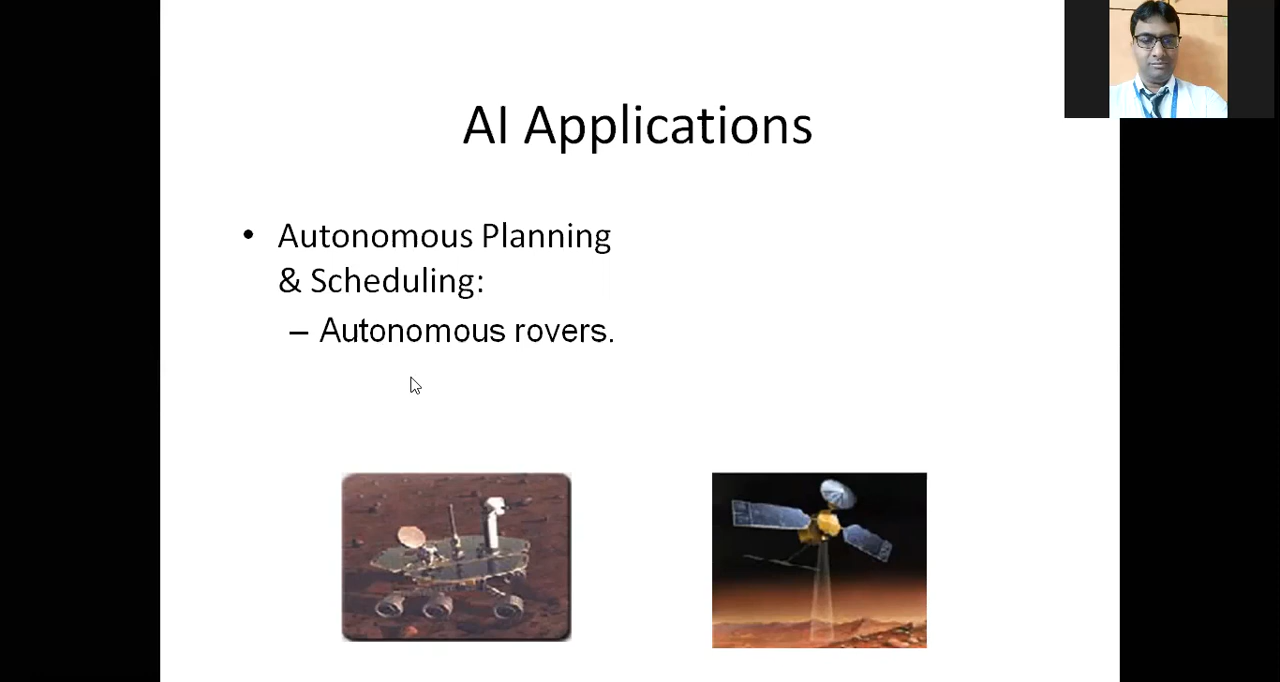 AI Applications
• Autonomous Planning
& Scheduling:
– Autonomous rovers.